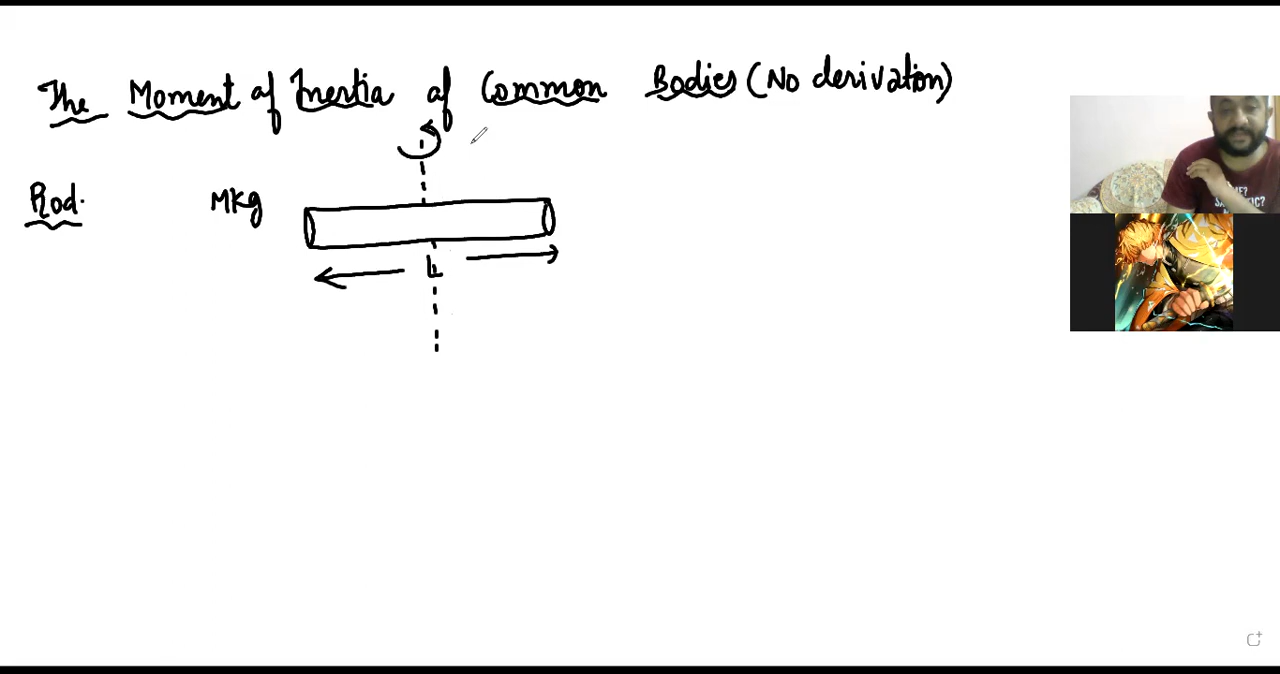 The Moment of Inertia of Common Bodies (No derivation)
Rod.
MKg
L